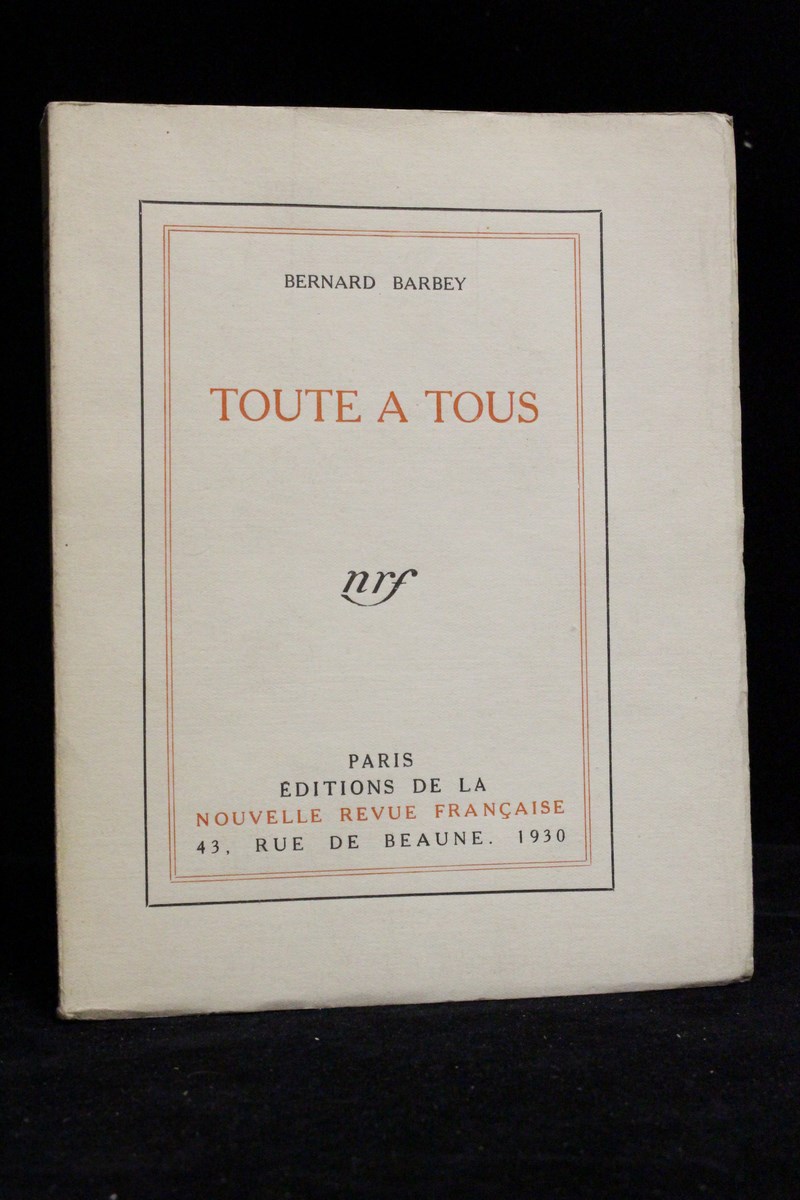 BERNARD BARBEY
TOUTE A TOUS
nrf
PARIS
ÉDITIONS DE LA
NOUVELLE REVUE FRANÇAISE
43, RUE DE BEAUNE. 1930